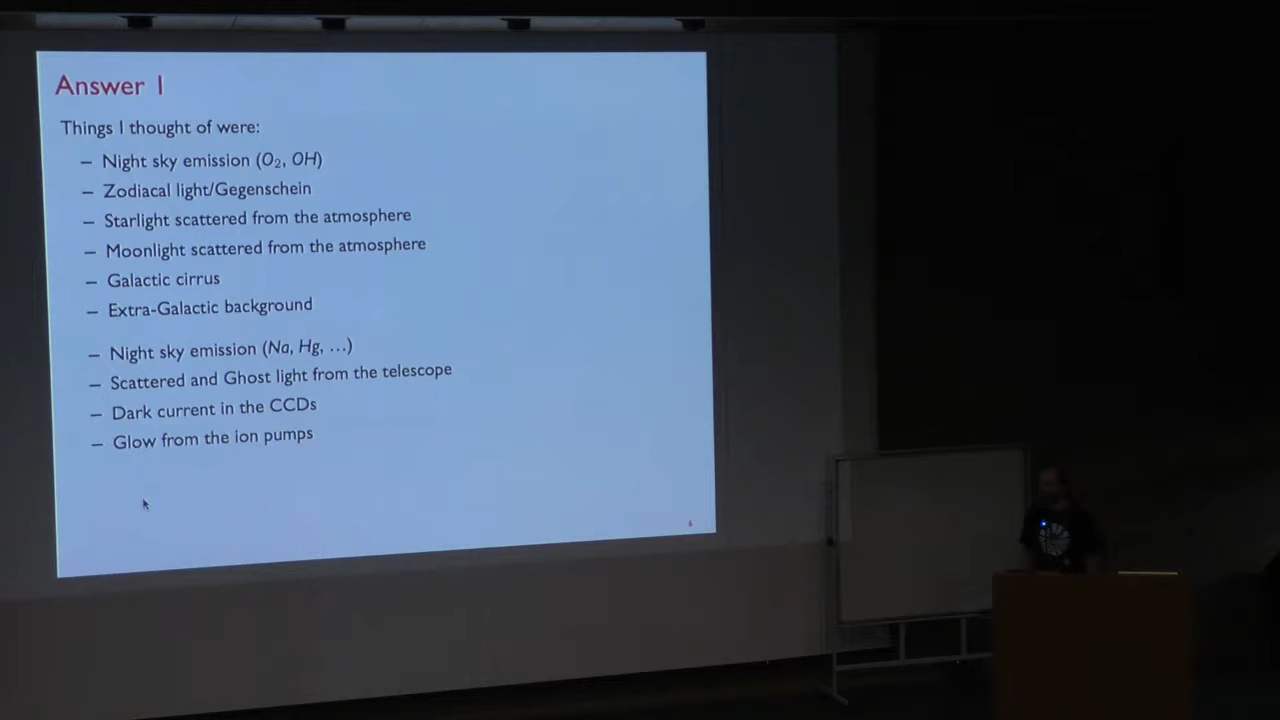 Answer 1
Things I thought of were:
– Night sky emission (O₂, OH)
– Zodiacal light/Gegenschein
– Starlight scattered from the atmosphere
– Moonlight scattered from the atmosphere
– Galactic cirrus
– Extra-Galactic background
– Night sky emission (Na, Hg, …)
– Scattered and Ghost light from the telescope
– Dark current in the CCDs
– Glow from the ion pumps
6